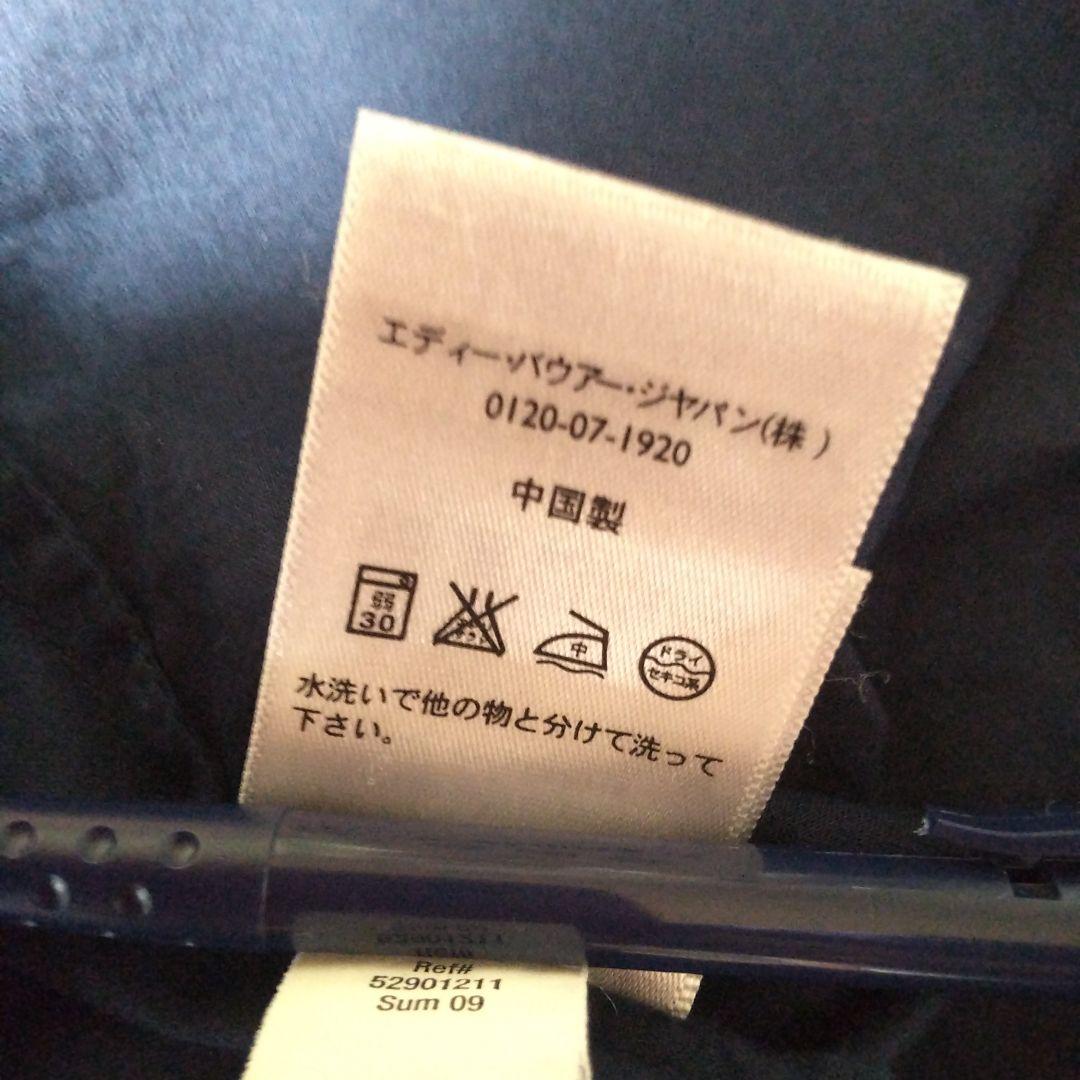 エディー・バウアー・ジャパン(株)
0120-07-1920
中国製
弱
30
中
ドライ
セキユ系
水洗いで他の物と分けて洗って
下さい。
Ref#
52901211
Sum 09